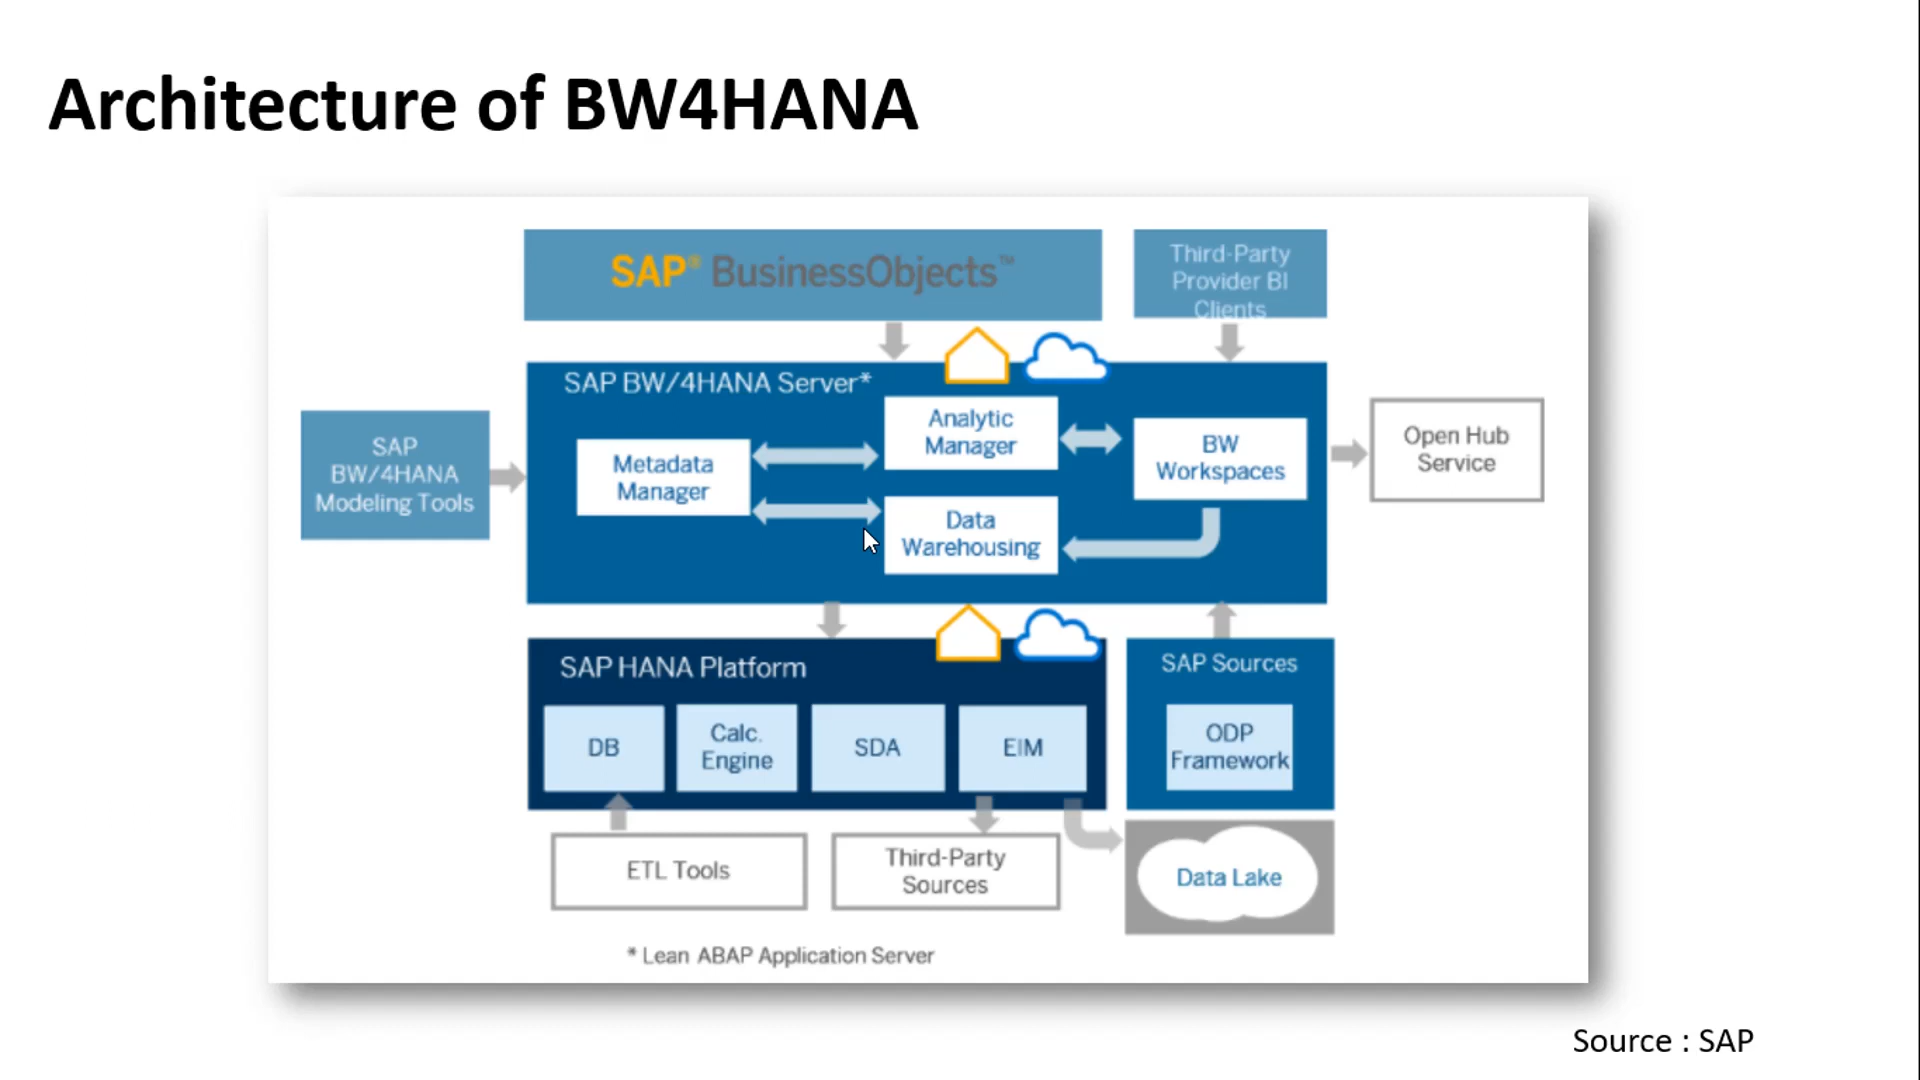 Architecture of BW4HANA
SAP® BusinessObjects™
Third-Party
Provider BI
Clients
SAP BW/4HANA Server*
SAP
BW/4HANA
Modeling Tools
Metadata
Manager
Analytic
Manager
Data
Warehousing
BW
Workspaces
Open Hub
Service
SAP HANA Platform
DB
Calc.
Engine
SDA
EIM
SAP Sources
ODP
Framework
ETL Tools
Third-Party
Sources
Data Lake
* Lean ABAP Application Server
Source : SAP